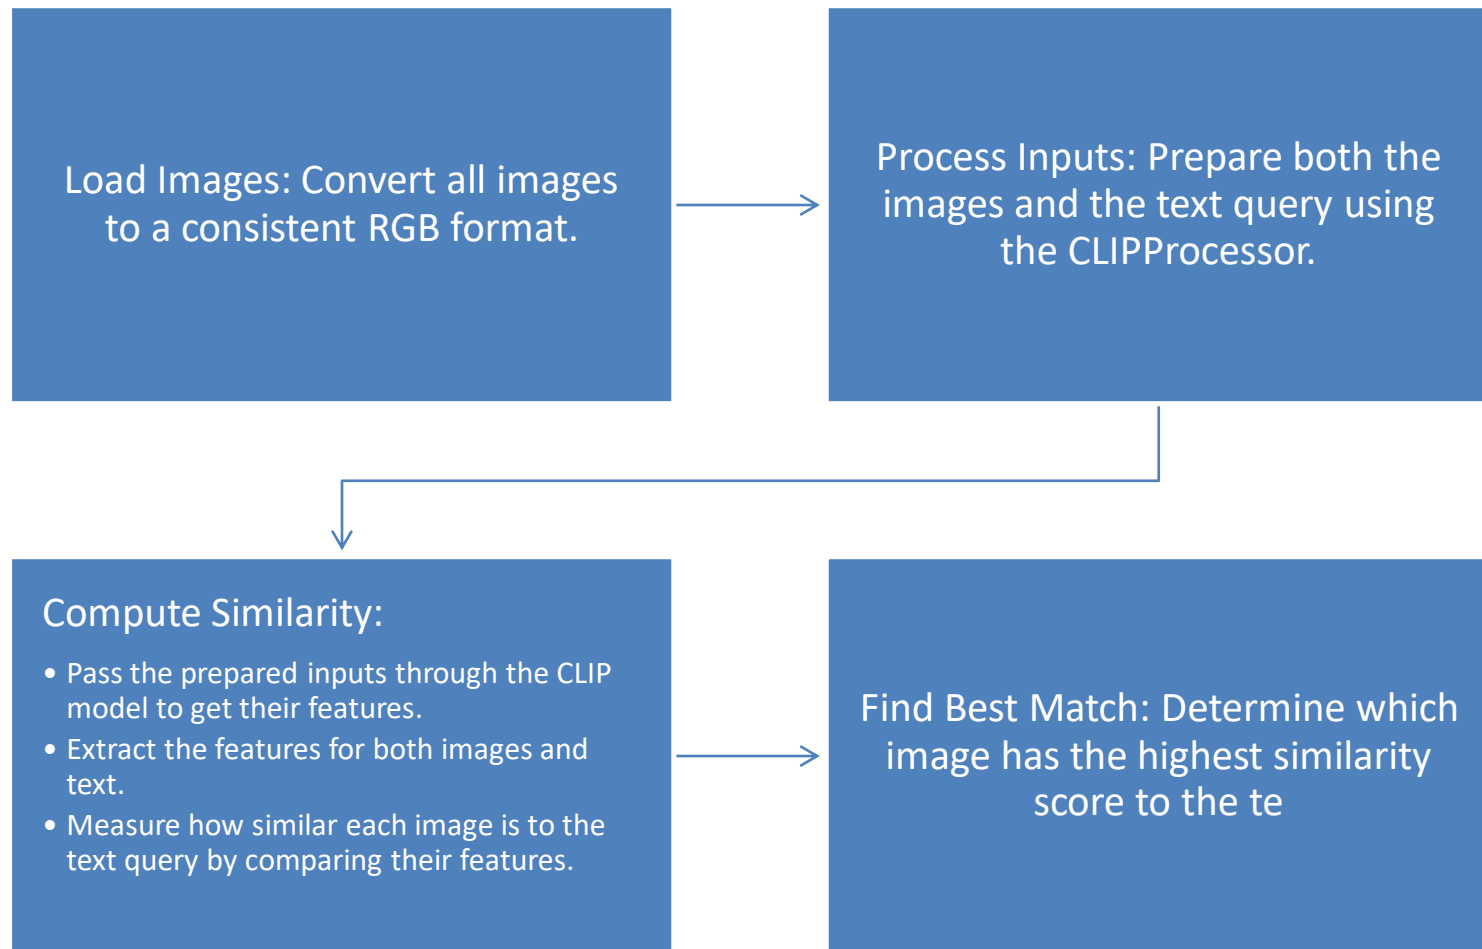 Load Images: Convert all images
to a consistent RGB format.
Process Inputs: Prepare both the
images and the text query using
the CLIPProcessor.
Compute Similarity:
• Pass the prepared inputs through the CLIP
model to get their features.
• Extract the features for both images and
text.
• Measure how similar each image is to the
text query by comparing their features.
Find Best Match: Determine which
image has the highest similarity
score to the te